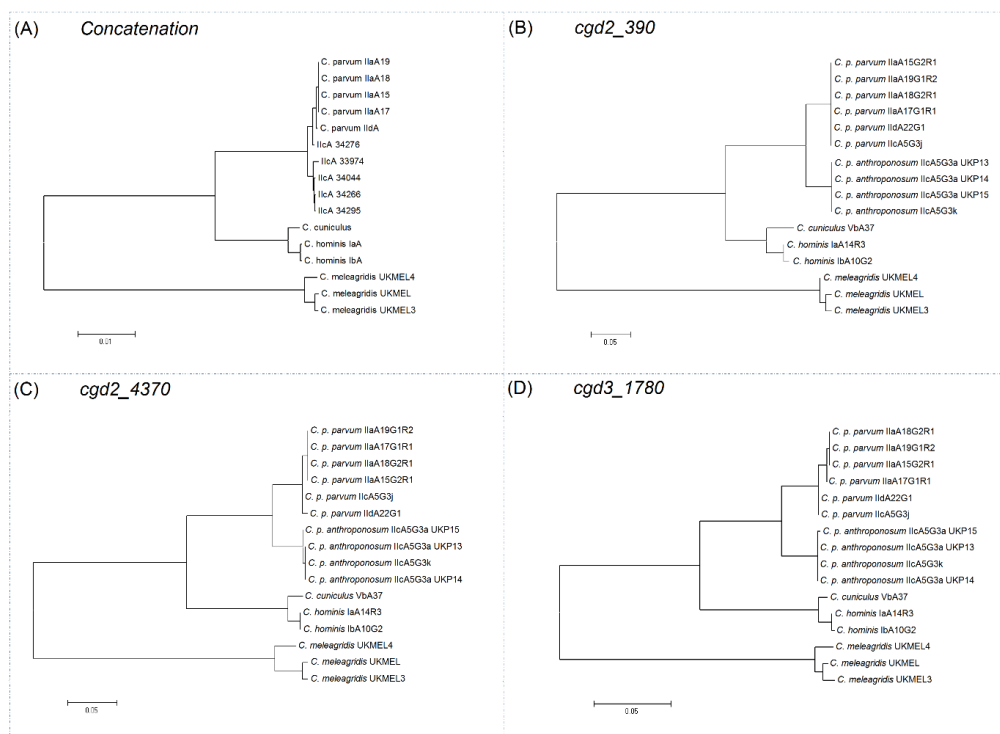 (A) Concatenation
C. parvum IIaA19
C. parvum IIaA18
C. parvum IIaA15
C. parvum IIaA17
C. parvum IIdA
IIcA 34276
IIcA 33974
IIcA 34044
IIcA 34266
IIcA 34295
C. cuniculus
C. hominis IaA
C. hominis IbA
C. meleagridis UKMEL4
C. meleagridis UKMEL
C. meleagridis UKMEL3
0.01
(B) cgd2_390
C. p. parvum IIaA15G2R1
C. p. parvum IIaA19G1R2
C. p. parvum IIaA18G2R1
C. p. parvum IIaA17G1R1
C. p. parvum IIdA22G1
C. p. parvum IIcA5G3j
C. p. anthroponosum IIcA5G3a UKP13
C. p. anthroponosum IIcA5G3a UKP14
C. p. anthroponosum IIcA5G3a UKP15
C. p. anthroponosum IIcA5G3k
C. cuniculus VbA37
C. hominis IaA14R3
C. hominis IbA10G2
C. meleagridis UKMEL4
C. meleagridis UKMEL
C. meleagridis UKMEL3
0.05
(C) cgd2_4370
C. p. parvum IIaA19G1R2
C. p. parvum IIaA17G1R1
C. p. parvum IIaA18G2R1
C. p. parvum IIaA15G2R1
C. p. parvum IIcA5G3j
C. p. parvum IIdA22G1
C. p. anthroponosum IIcA5G3a UKP15
C. p. anthroponosum IIcA5G3a UKP13
C. p. anthroponosum IIcA5G3k
C. p. anthroponosum IIcA5G3a UKP14
C. cuniculus VbA37
C. hominis IaA14R3
C. hominis IbA10G2
C. meleagridis UKMEL4
C. meleagridis UKMEL
C. meleagridis UKMEL3
0.05
(D) cgd3_1780
C. p. parvum IIaA18G2R1
C. p. parvum IIaA19G1R2
C. p. parvum IIaA15G2R1
C. p. parvum IIaA17G1R1
C. p. parvum IIdA22G1
C. p. parvum IIcA5G3j
C. p. anthroponosum IIcA5G3a UKP15
C. p. anthroponosum IIcA5G3a UKP13
C. p. anthroponosum IIcA5G3k
C. p. anthroponosum IIcA5G3a UKP14
C. cuniculus VbA37
C. hominis IaA14R3
C. hominis IbA10G2
C. meleagridis UKMEL4
C. meleagridis UKMEL
C. meleagridis UKMEL3
0.05